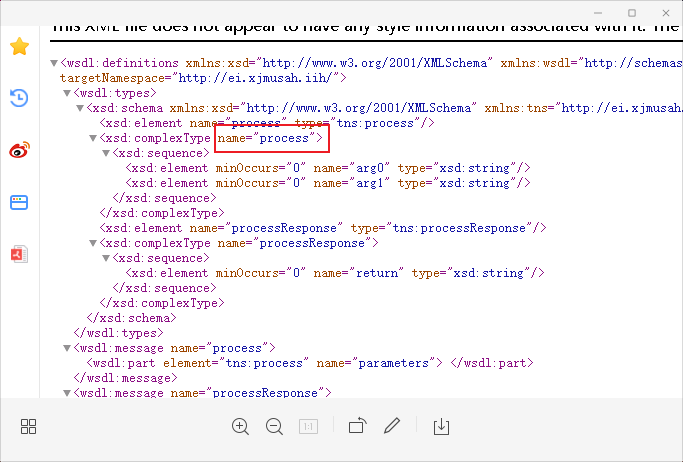 This XML file does not appear to have any style information associated with it. The
▼<wsdl:definitions xmlns:xsd="http://www.w3.org/2001/XMLSchema" xmlns:wsdl="http://schemas
targetNamespace="http://ei.xjmusah.iih/">
▼<wsdl:types>
▼<xsd:schema xmlns:xsd="http://www.w3.org/2001/XMLSchema" xmlns:tns="http://ei.xjmusah.
<xsd:element name="process" type="tns:process"/>
▼<xsd:complexType name="process">
▼<xsd:sequence>
<xsd:element minOccurs="0" name="arg0" type="xsd:string"/>
<xsd:element minOccurs="0" name="arg1" type="xsd:string"/>
</xsd:sequence>
</xsd:complexType>
<xsd:element name="processResponse" type="tns:processResponse"/>
▼<xsd:complexType name="processResponse">
▼<xsd:sequence>
<xsd:element minOccurs="0" name="return" type="xsd:string"/>
</xsd:sequence>
</xsd:complexType>
</xsd:schema>
</wsdl:types>
▼<wsdl:message name="process">
<wsdl:part element="tns:process" name="parameters"> </wsdl:part>
</wsdl:message>
▼<wsdl:message name="processResponse">
1:1